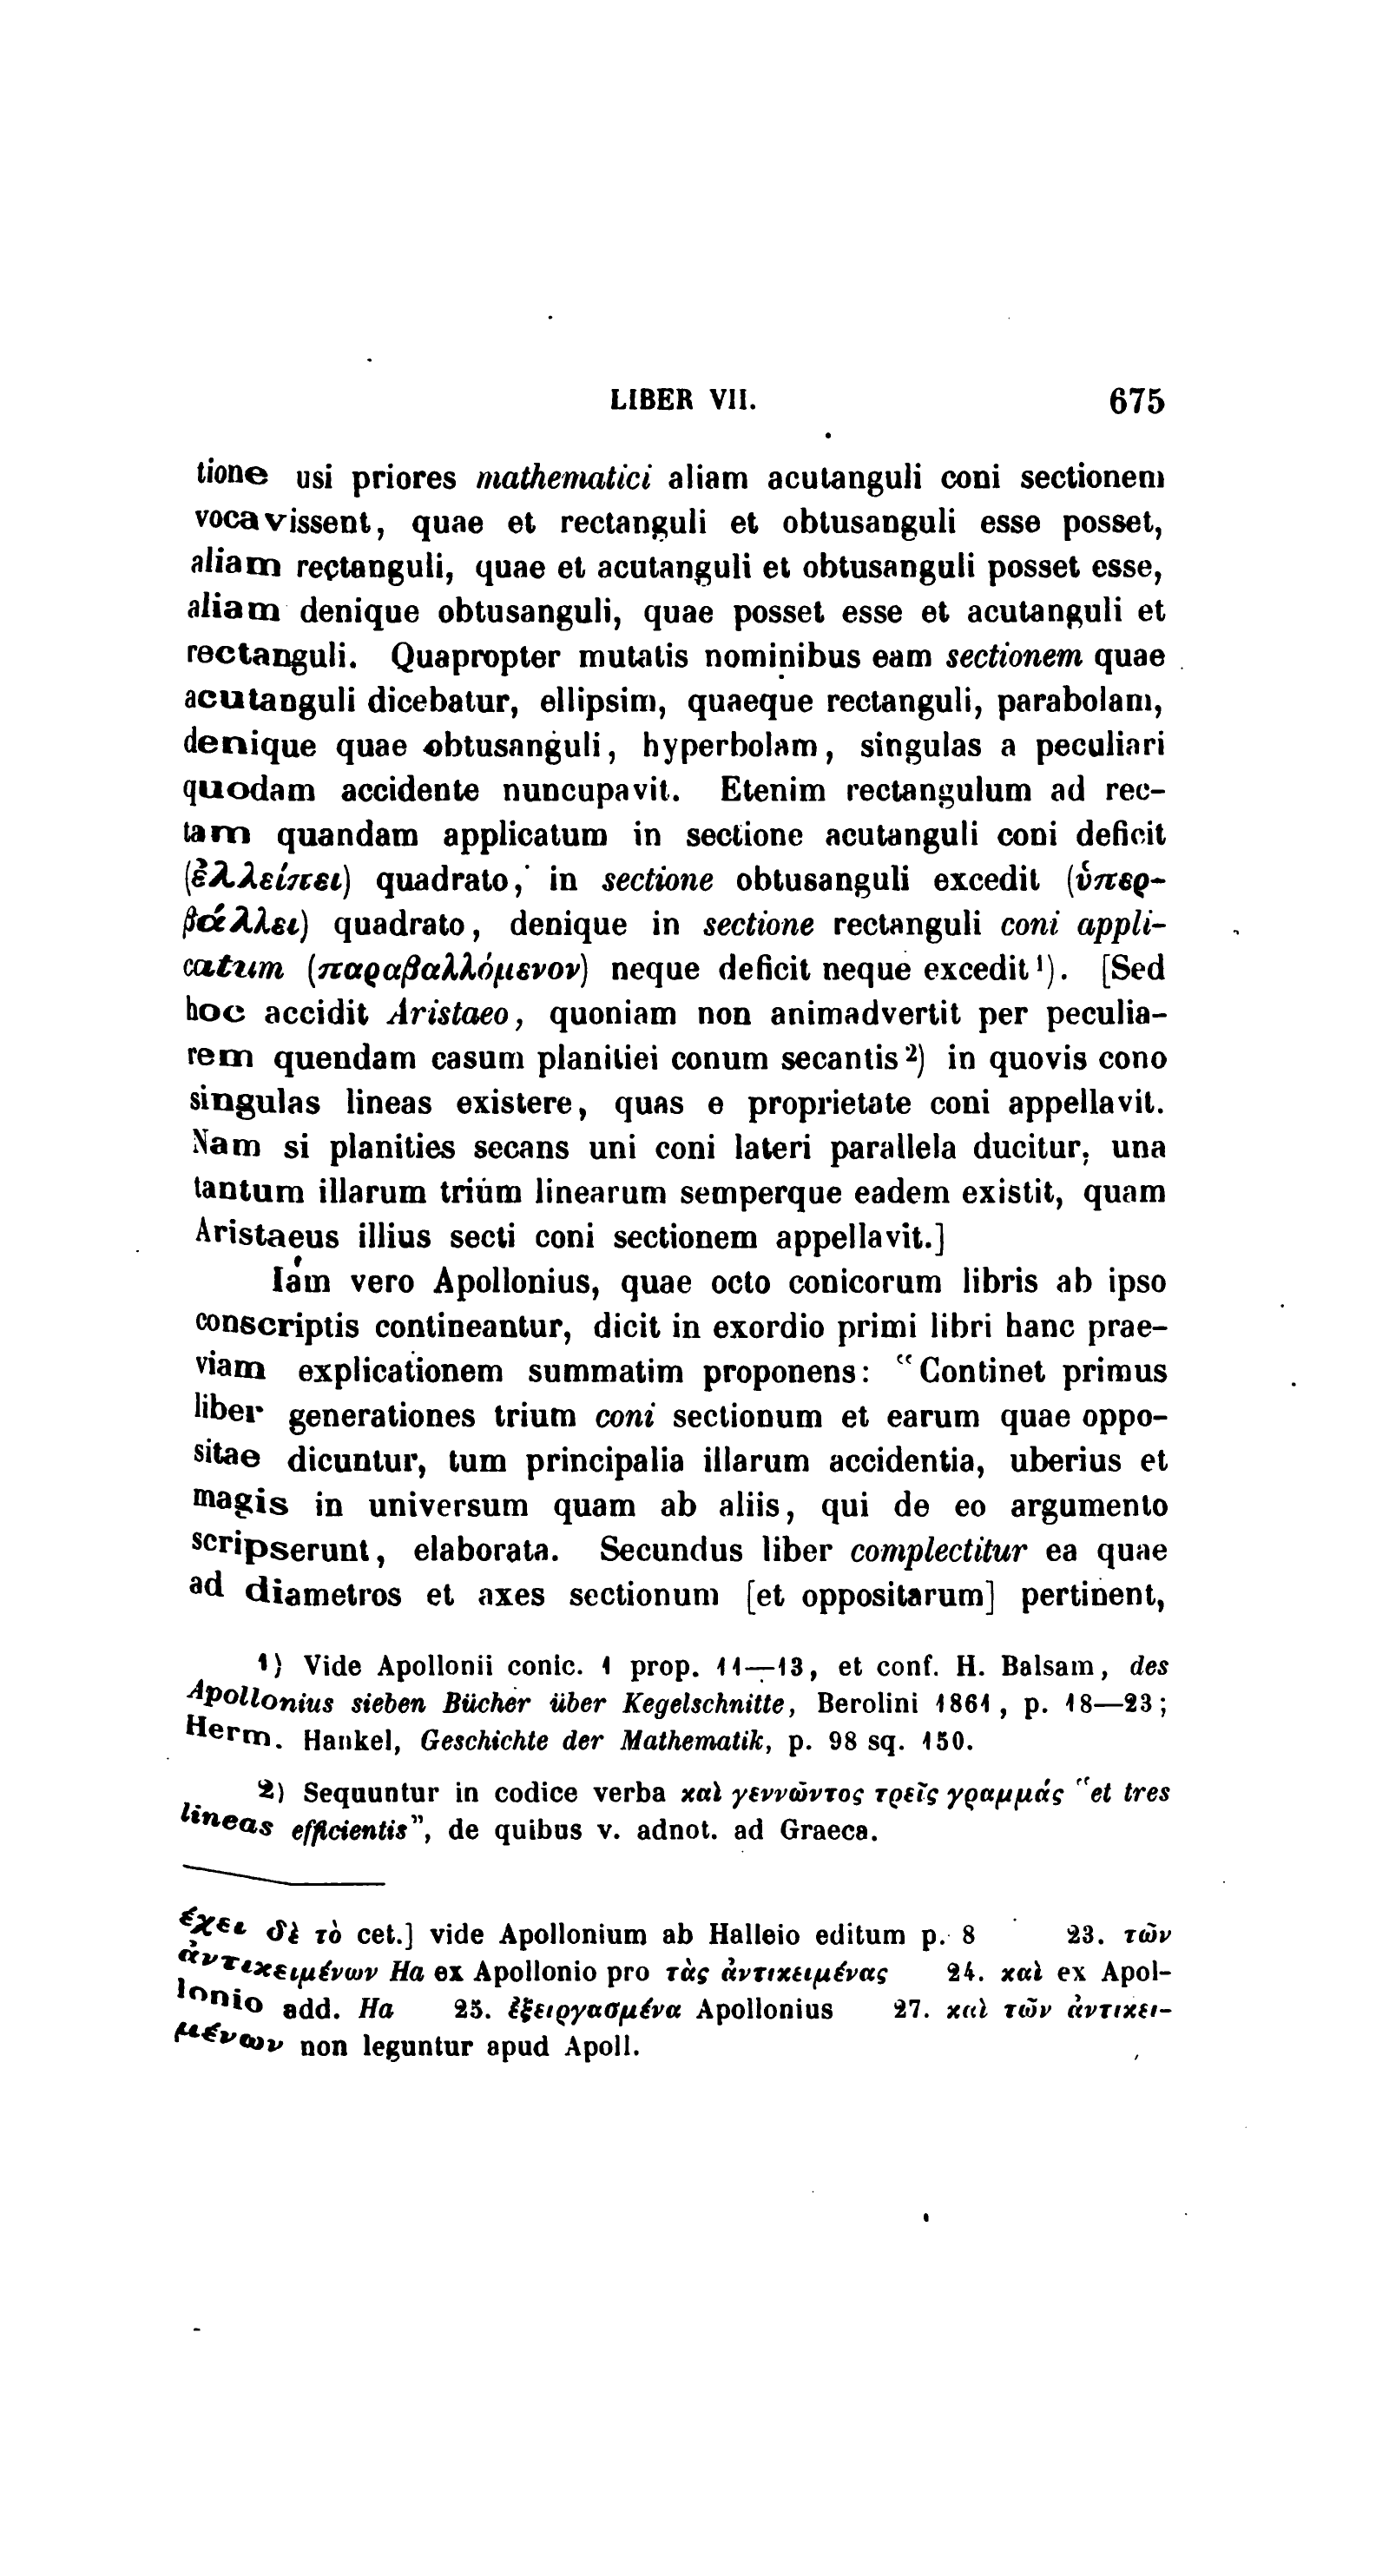 LIBER VII. 675
tione usi priores mathematici aliam acutanguli coni sectionem
vocavissent, quae et rectanguli et obtusanguli esse posset,
aliam rectanguli, quae et acutanguli et obtusanguli posset esse,
aliam denique obtusanguli, quae posset esse et acutanguli et
rectanguli. Quapropter mutatis nominibus eam sectionem quae
acutanguli dicebatur, ellipsim, quaeque rectanguli, parabolam,
denique quae obtusanguli, hyperbolam, singulas a peculiari
quodam accidente nuncupavit. Etenim rectangulum ad rec-
tam quandam applicatum in sectione acutanguli coni deficit
(ἐλλείπει) quadrato, in sectione obtusanguli excedit (ὑπερ-
βάλλει) quadrato, denique in sectione rectanguli coni appli-
catum (παραβαλλόμενον) neque deficit neque excedit¹). [Sed
hoc accidit Aristaeo, quoniam non animadvertit per peculia-
rem quendam casum planitiei conum secantis²) in quovis cono
singulas lineas existere, quas e proprietate coni appellavit.
Nam si planities secans uni coni lateri parallela ducitur, una
tantum illarum trium linearum semperque eadem existit, quam
Aristaeus illius secti coni sectionem appellavit.]
Iam vero Apollonius, quae octo conicorum libris ab ipso
conscriptis contineantur, dicit in exordio primi libri hanc prae-
viam explicationem summatim proponens: “Continet primus
liber generationes trium coni sectionum et earum quae oppo-
sitae dicuntur, tum principalia illarum accidentia, uberius et
magis in universum quam ab aliis, qui de eo argumento
scripserunt, elaborata. Secundus liber complectitur ea quae
ad diametros et axes sectionum [et oppositarum] pertinent,
1) Vide Apollonii conic. 1 prop. 11—13, et conf. H. Balsam, des
Apollonius sieben Bücher über Kegelschnitte, Berolini 1861, p. 18—23;
Herm. Hankel, Geschichte der Mathematik, p. 98 sq. 150.
2) Sequuntur in codice verba καὶ γεννῶντος τρεῖς γραμμάς “et tres
lineas efficientis”, de quibus v. adnot. ad Graeca.
ἔχει δὲ τὸ cet.] vide Apollonium ab Halleio editum p. 8 23. τῶν
ἀντικειμένων Ha ex Apollonio pro τὰς ἀντικειμένας 24. καὶ ex Apol-
lonio add. Ha 25. ἐξειργασμένα Apollonius 27. καὶ τῶν ἀντικει-
μένων non leguntur apud Apoll.